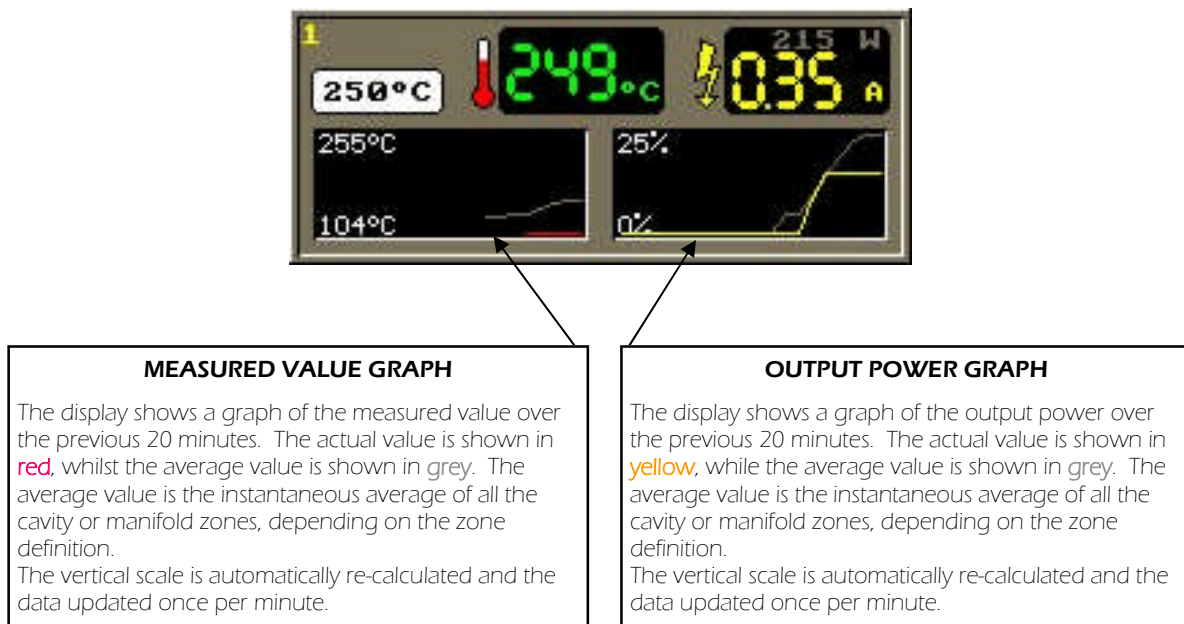 1
215 W
250°C
249°C
0.35 A
255°C
104°C
25%
0%
MEASURED VALUE GRAPH
The display shows a graph of the measured value over
the previous 20 minutes. The actual value is shown in
red, whilst the average value is shown in grey. The
average value is the instantaneous average of all the
cavity or manifold zones, depending on the zone
definition.
The vertical scale is automatically re-calculated and the
data updated once per minute.
OUTPUT POWER GRAPH
The display shows a graph of the output power over
the previous 20 minutes. The actual value is shown in
yellow, while the average value is shown in grey. The
average value is the instantaneous average of all the
cavity or manifold zones, depending on the zone
definition.
The vertical scale is automatically re-calculated and the
data updated once per minute.